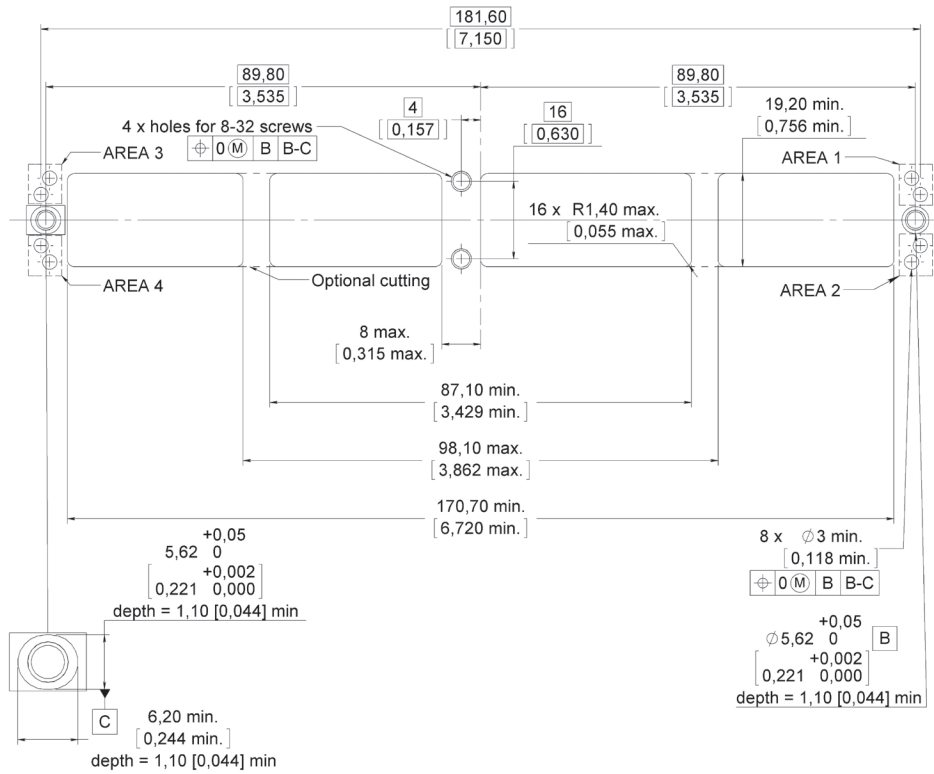 181,60
[7,150]
89,80
[3,535]
89,80
[3,535]
4
[0,157]
16
[0,630]
19,20 min.
[0,756 min.]
4 x holes for 8-32 screws
⌖ 0 Ⓜ B B-C
AREA 3
AREA 1
16 x R1,40 max.
[0,055 max.]
Optional cutting
AREA 4
AREA 2
8 max.
[0,315 max.]
87,10 min.
[3,429 min.]
98,10 max.
[3,862 max.]
170,70 min.
[6,720 min.]
+0,05
5,62 0
+0,002
[0,221 0,000]
depth = 1,10 [0,044] min
8 x ∅3 min.
[0,118 min.]
⌖ 0 Ⓜ B B-C
+0,05
∅5,62 0 B
+0,002
[0,221 0,000]
depth = 1,10 [0,044] min
C
6,20 min.
[0,244 min.]
depth = 1,10 [0,044] min